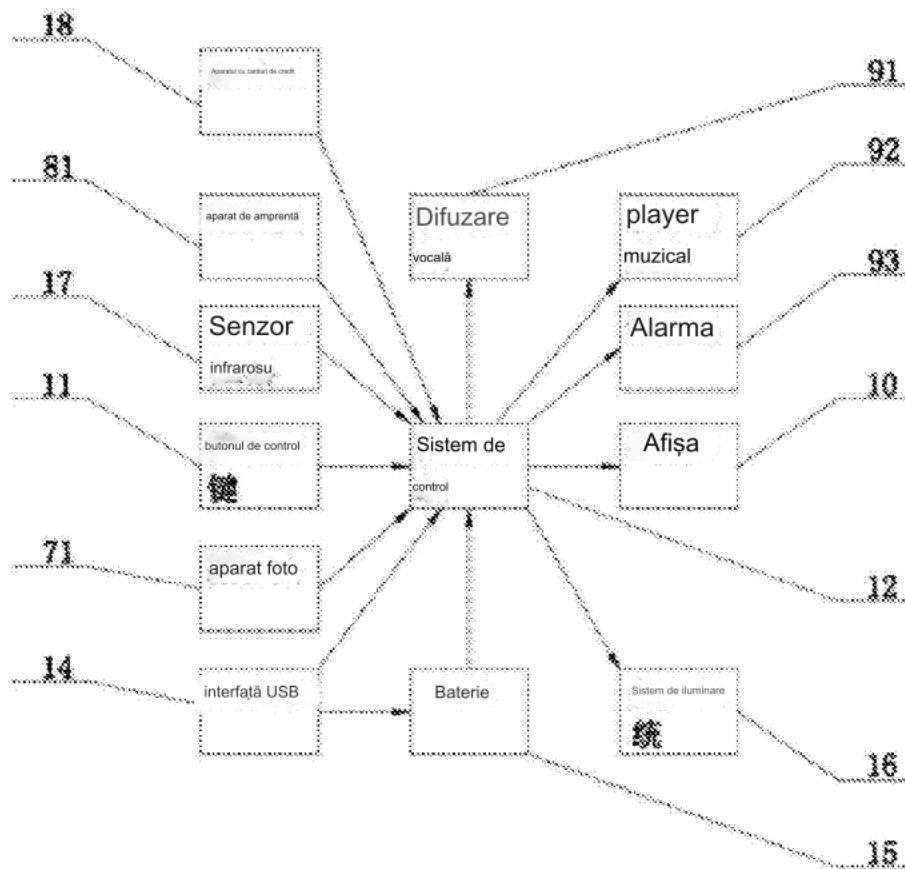 18
Aparatul cu carduri de credit
91
81
aparat de amprentă
Difuzare
vocală
player
muzical
92
17
Senzor
infrarosu
Alarma
93
11
butonul de control
键
Sistem de
control
Afișa
10
71
aparat foto
12
14
interfață USB
Baterie
Sistem de iluminare
统
16
15